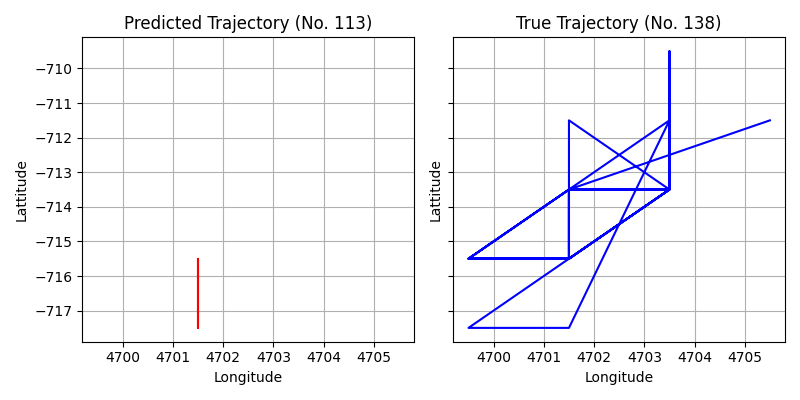 Predicted Trajectory (No. 113)
Lattitude
−710
−711
−712
−713
−714
−715
−716
−717
4700 4701 4702 4703 4704 4705
Longitude
True Trajectory (No. 138)
Lattitude
4700 4701 4702 4703 4704 4705
Longitude